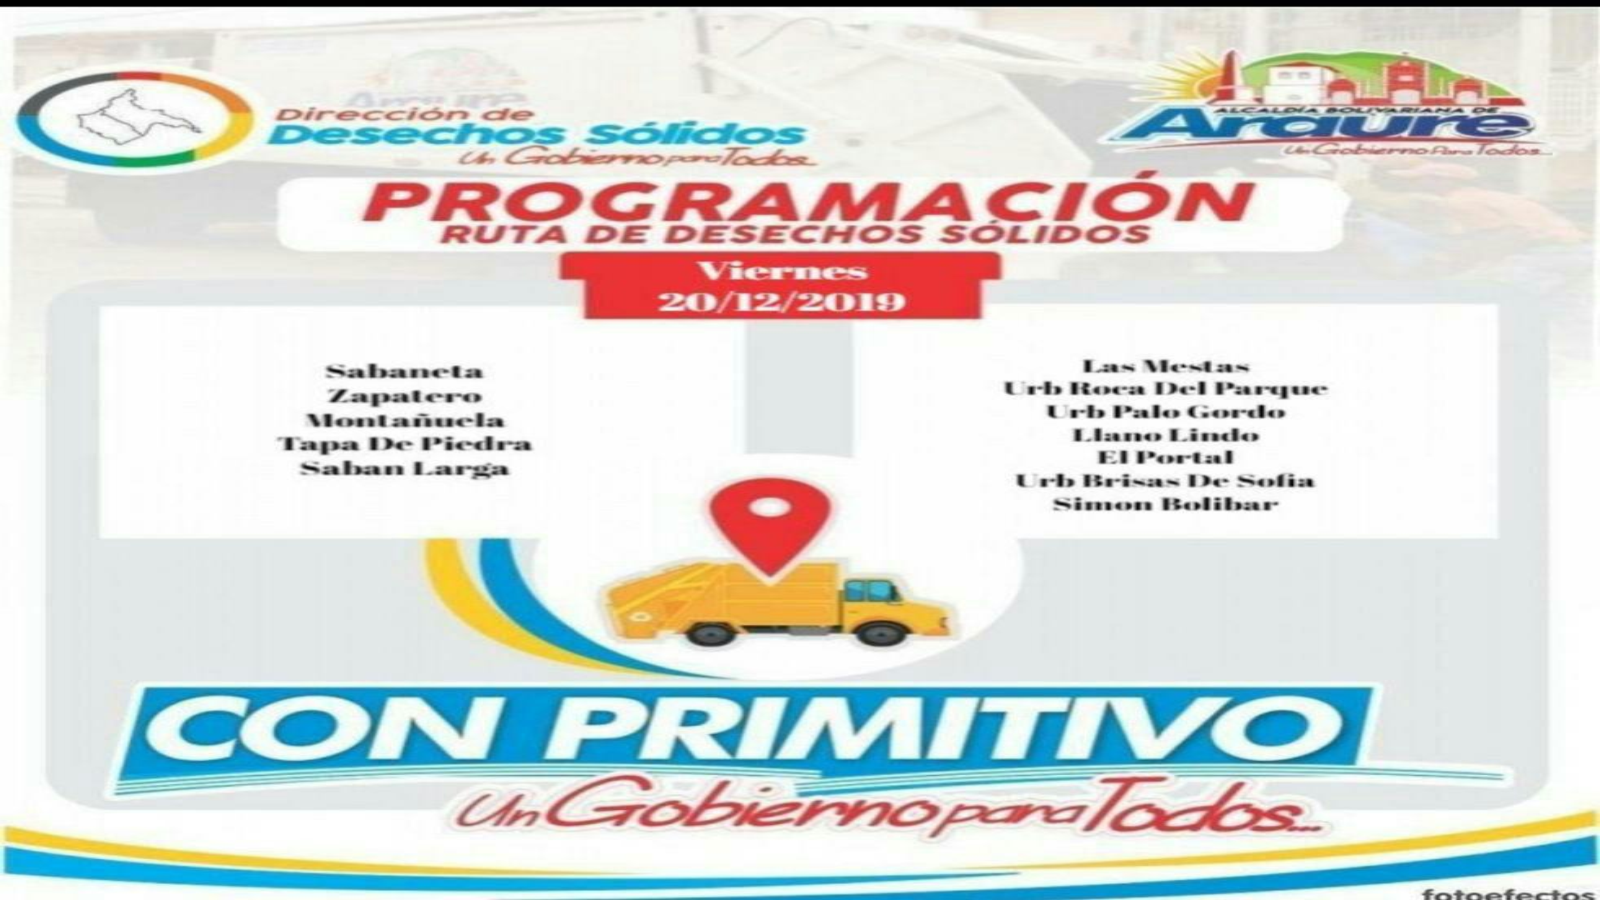 Dirección de
Desechos Sólidos
Un Gobierno para Todos...
ALCALDÍA BOLIVARIANA DE
Araure
Un Gobierno Para Todos...
PROGRAMACIÓN
RUTA DE DESECHOS SÓLIDOS
Viernes
20/12/2019
Sabaneta
Zapatero
Montañuela
Tapa De Piedra
Saban Larga
Las Mestas
Urb Roca Del Parque
Urb Palo Gordo
Llano Lindo
El Portal
Urb Brisas De Sofia
Simon Bolibar
CON PRIMITIVO
Un Gobierno para Todos...
fotoefectos